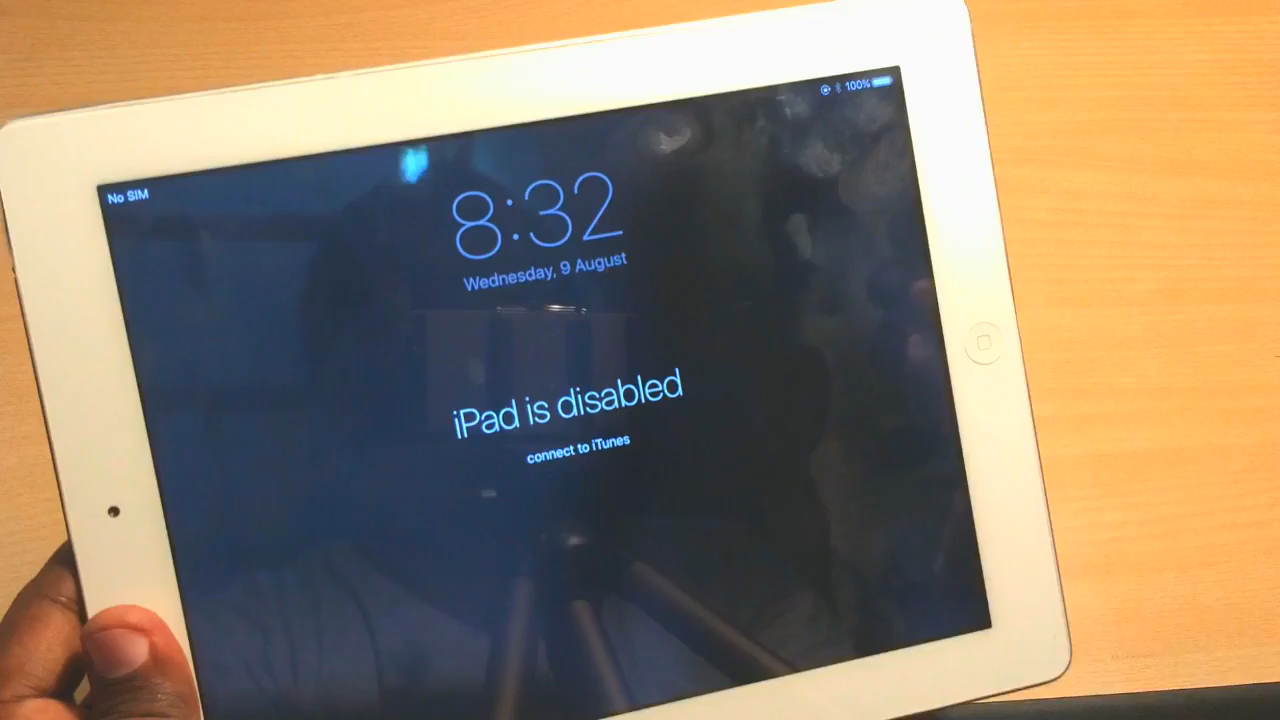 No SIM
100%
8:32
Wednesday, 9 August
iPad is disabled
connect to iTunes